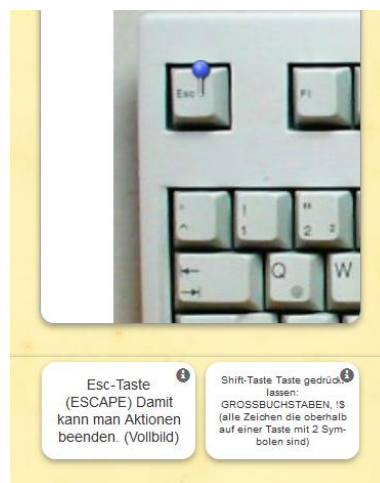 Esc
F1
° ! "
^ 1 2 ²
Q W
@
Esc-Taste
(ESCAPE) Damit
kann man Aktionen
beenden. (Vollbild)
Shift-Taste Taste gedrückt
lassen:
GROSSBUCHSTABEN, !$
(alle Zeichen die oberhalb
auf einer Taste mit 2 Sym-
bolen sind)